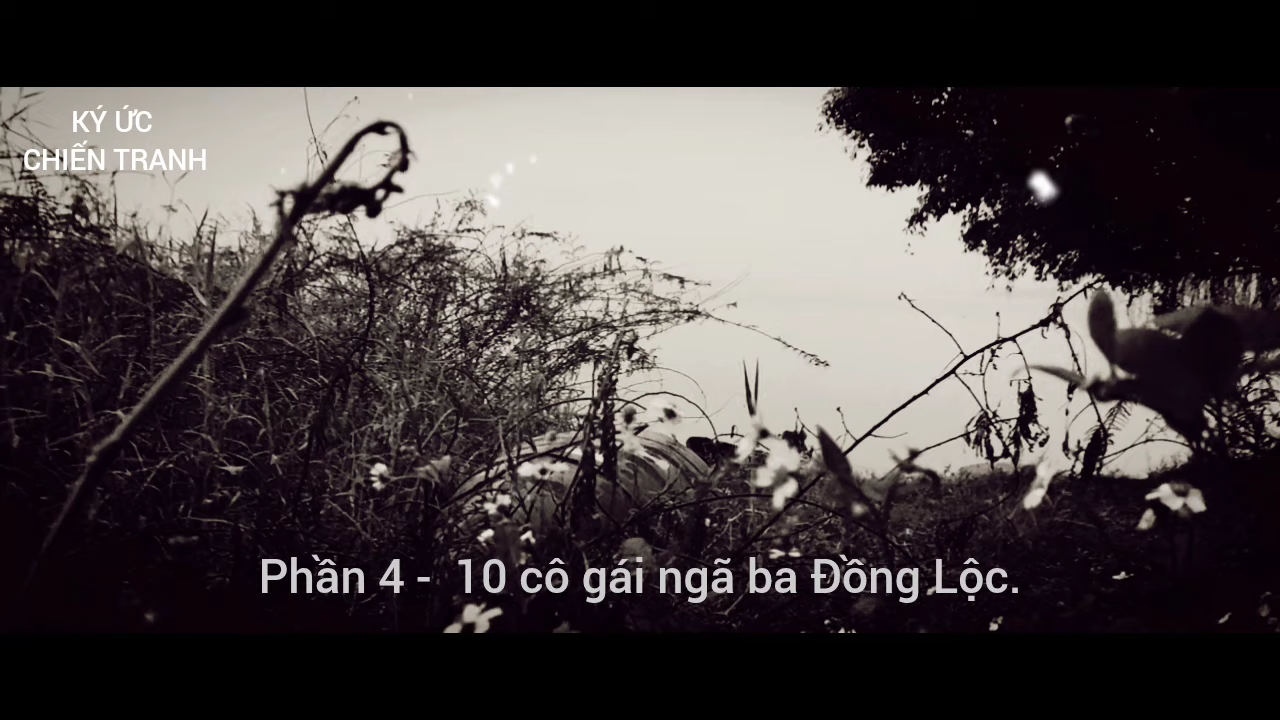 KÝ ỨC
CHIẾN TRANH
Phần 4 - 10 cô gái ngã ba Đồng Lộc.